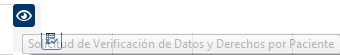 Solicitud de Verificación de Datos y Derechos por Paciente